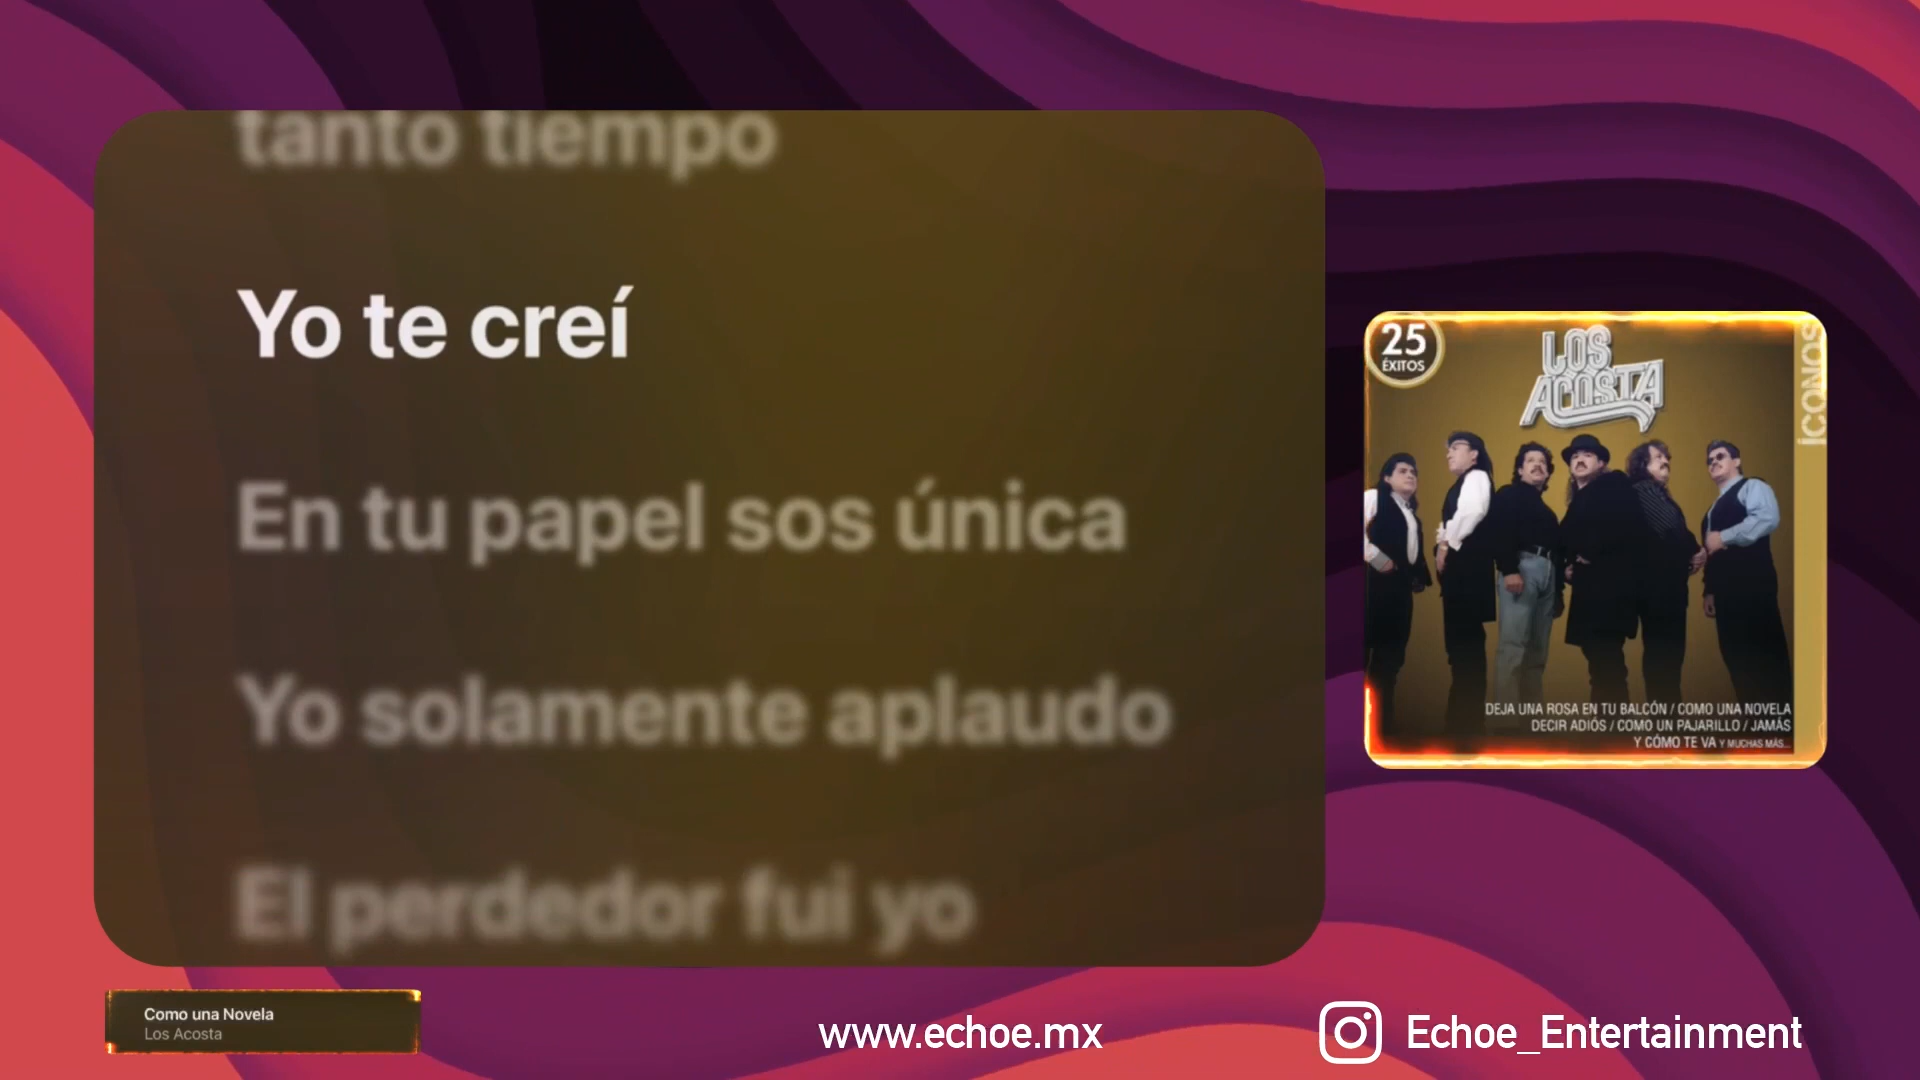 tanto tiempo
Yo te creí
En tu papel sos única
Yo solamente aplaudo
El perdedor fui yo
25
ÉXITOS
LOS
ACOSTA
ÍCONOS
DEJA UNA ROSA EN TU BALCÓN / COMO UNA NOVELA
DECIR ADIÓS / COMO UN PAJARILLO / JAMÁS
Y CÓMO TE VA Y MUCHAS MÁS...
Como una Novela
Los Acosta
www.echoe.mx
Echoe_Entertainment